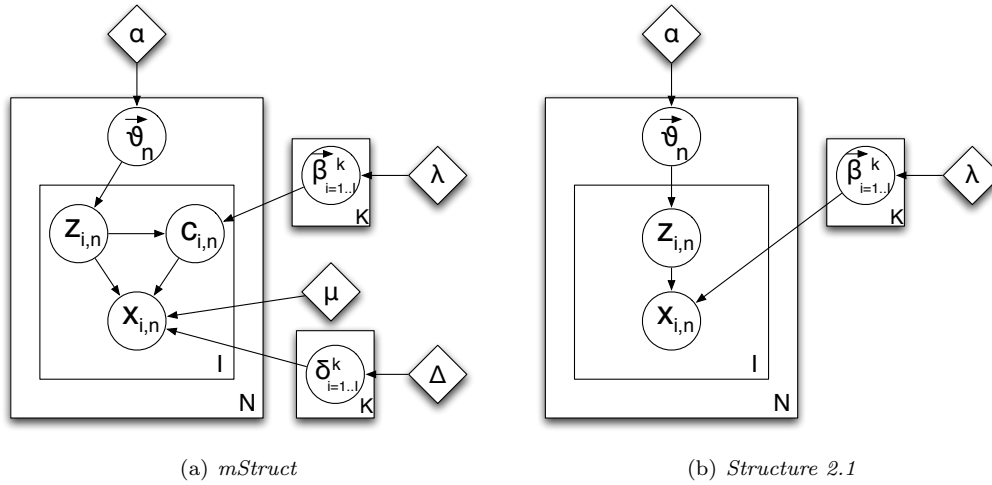 α
ϑ⃗n
β⃗ k i=1..I
λ
K
zi,n
ci,n
μ
xi,n
δk i=1..I
Δ
K
I
N
(a) mStruct
α
ϑ⃗n
β⃗ k i=1..I
λ
K
zi,n
xi,n
I
N
(b) Structure 2.1